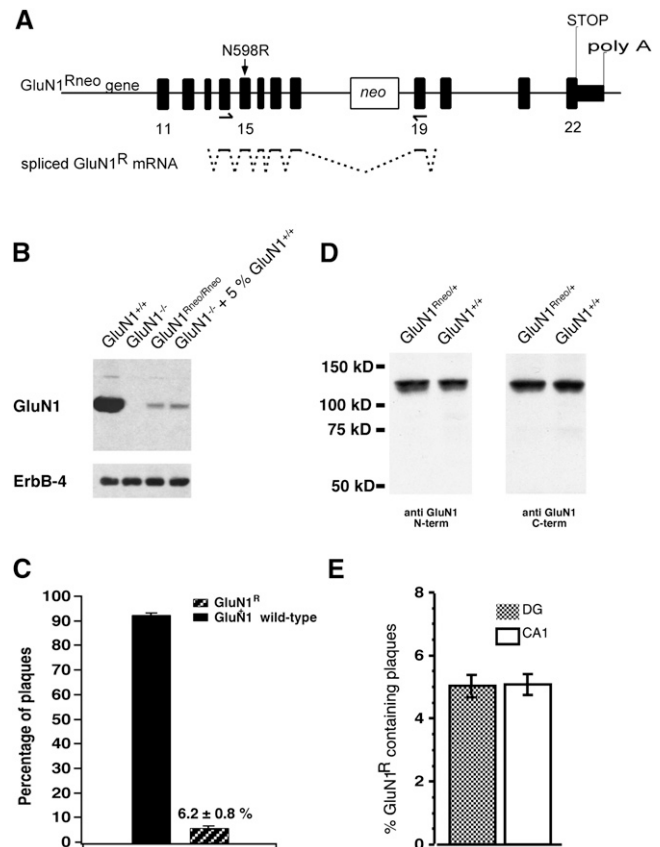 A
STOP
poly A
N598R
GluN1Rneo gene
neo
11 15 19 22
spliced GluN1R mRNA
B
GluN1+/+
GluN1-/-
GluN1Rneo/Rneo
GluN1-/- + 5 % GluN1+/+
GluN1
ErbB-4
D
GluN1Rneo/+
GluN1+/+
GluN1Rneo/+
GluN1+/+
150 kD
100 kD
75 kD
50 kD
anti GluN1
N-term
anti GluN1
C-term
C
Percentage of plaques
100
90
80
70
60
50
40
30
20
10
0
GluN1R
GluN1+ wild-type
6.2 ± 0.8 %
E
% GluN1R containing plaques
8
6
4
2
0
DG
CA1